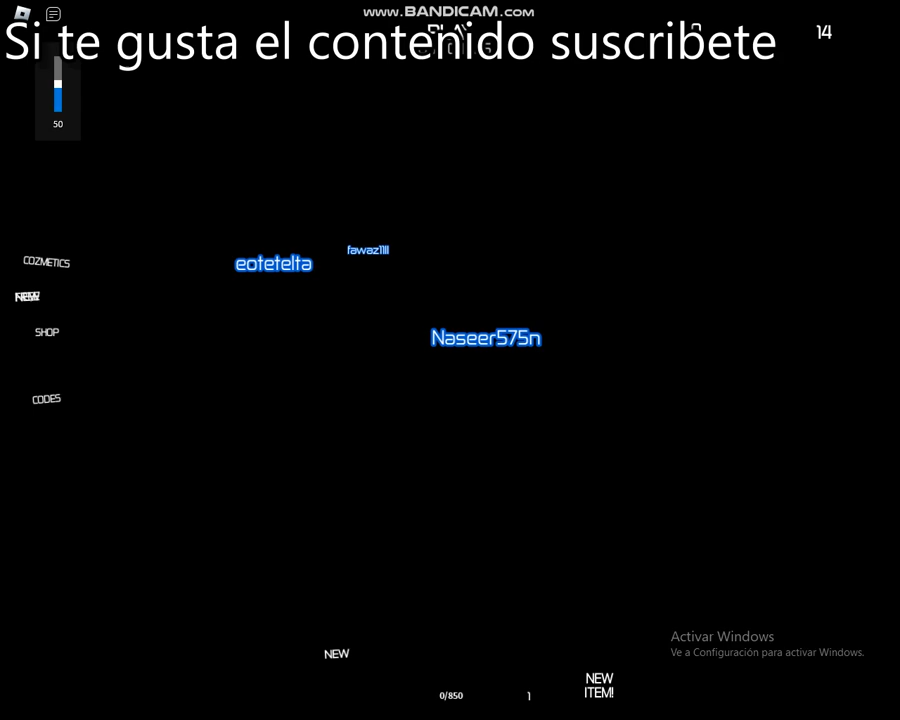 www.BANDICAM.com
Si te gusta el contenido suscribete
14
50
fawaz1111
eotetelta
COZMETICS
NEW
SHOP
Naseer575n
CODES
Activar Windows
Ve a Configuración para activar Windows.
NEW
NEW
ITEM!
0/850
1